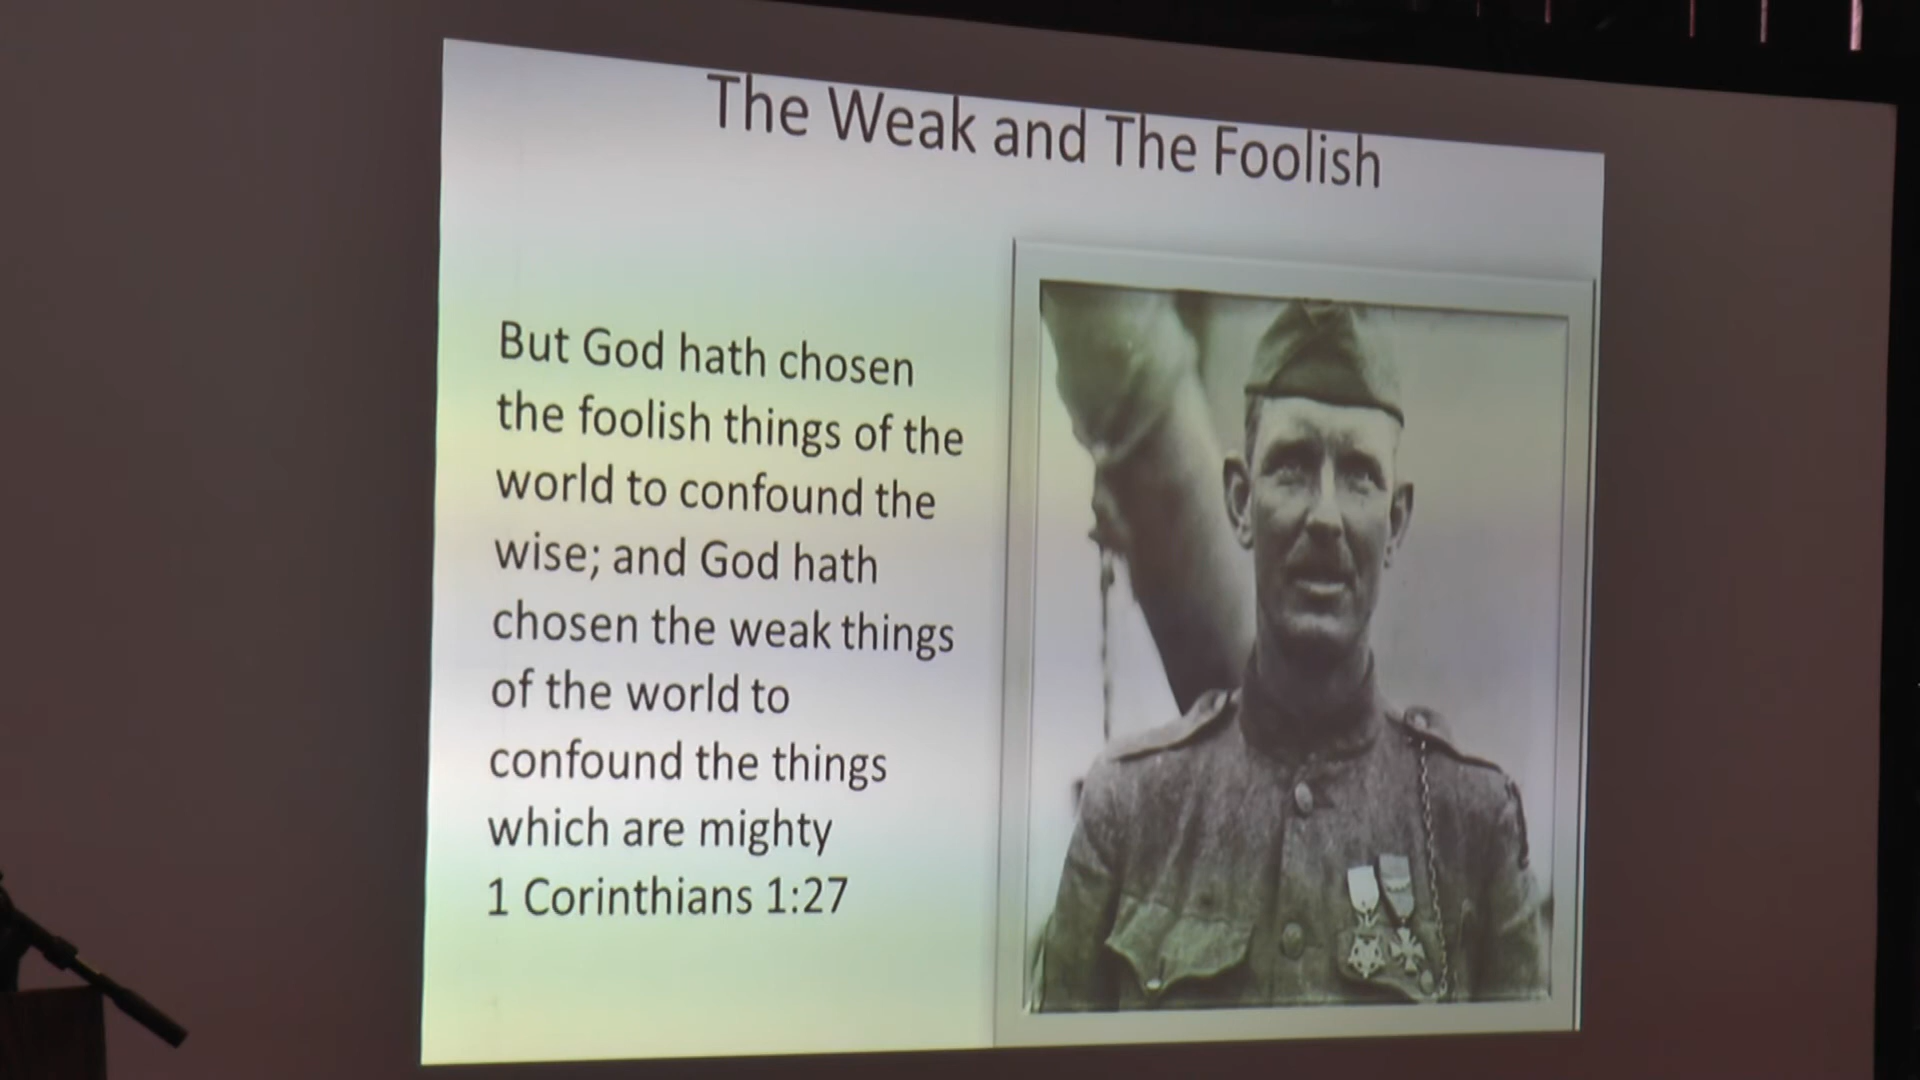 The Weak and The Foolish
But God hath chosen
the foolish things of the
world to confound the
wise; and God hath
chosen the weak things
of the world to
confound the things
which are mighty
1 Corinthians 1:27